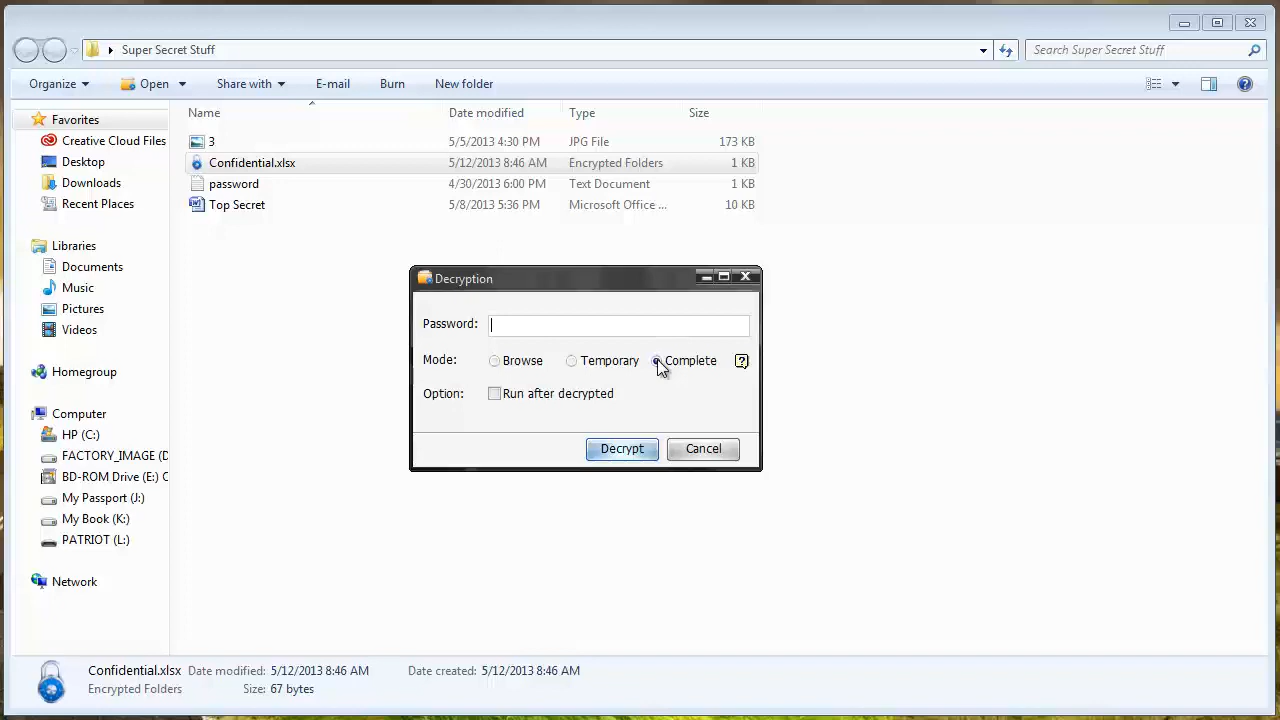 Super Secret Stuff
Search Super Secret Stuff
Organize Open Share with E-mail Burn New folder
Name Date modified Type Size
Favorites
Creative Cloud Files
Desktop
Downloads
Recent Places
Libraries
Documents
Music
Pictures
Videos
Homegroup
Computer
HP (C:)
FACTORY_IMAGE (D
BD-ROM Drive (E:) C
My Passport (J:)
My Book (K:)
PATRIOT (L:)
Network
3 5/5/2013 4:30 PM JPG File 173 KB
Confidential.xlsx 5/12/2013 8:46 AM Encrypted Folders 1 KB
password 4/30/2013 6:00 PM Text Document 1 KB
Top Secret 5/8/2013 5:36 PM Microsoft Office ... 10 KB
Decryption
Password:
Mode: Browse Temporary Complete ?
Option: Run after decrypted
Decrypt Cancel
Confidential.xlsx Date modified: 5/12/2013 8:46 AM Date created: 5/12/2013 8:46 AM
Encrypted Folders Size: 67 bytes